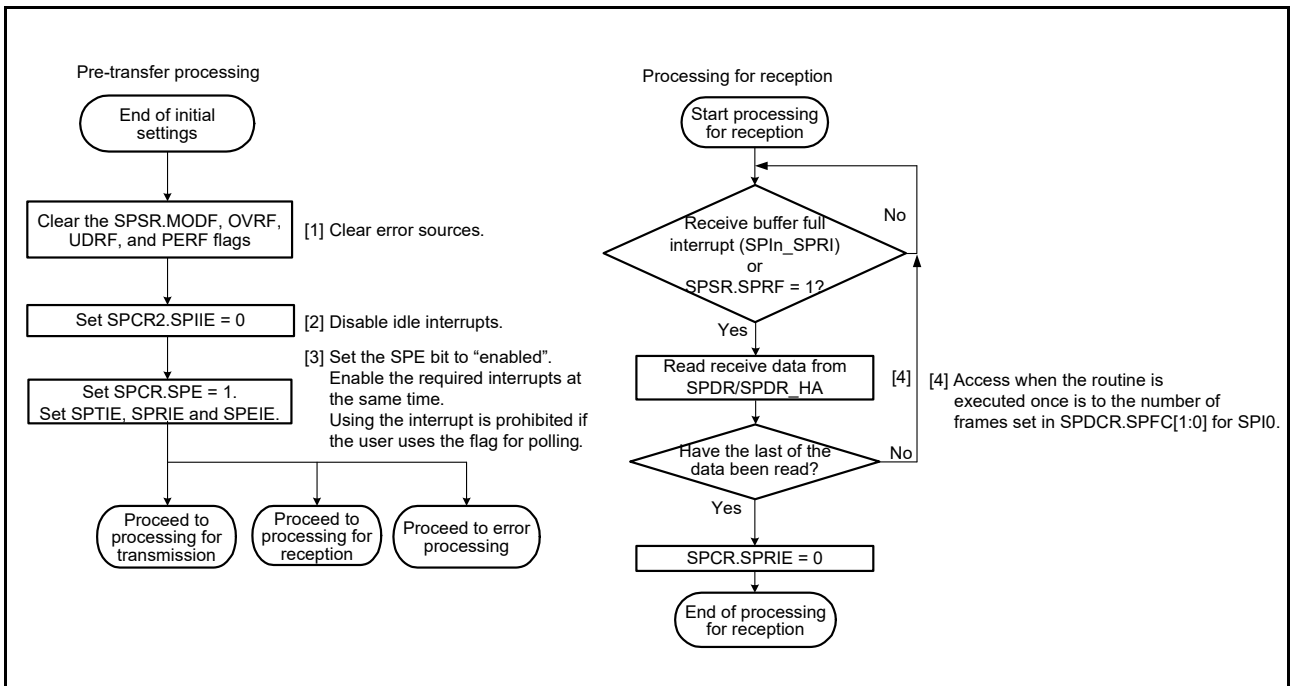 Pre-transfer processing
End of initial
settings
Clear the SPSR.MODF, OVRF,
UDRF, and PERF flags
[1] Clear error sources.
Set SPCR2.SPIIE = 0
[2] Disable idle interrupts.
Set SPCR.SPE = 1.
Set SPTIE, SPRIE and SPEIE.
[3] Set the SPE bit to “enabled”.
Enable the required interrupts at
the same time.
Using the interrupt is prohibited if
the user uses the flag for polling.
Proceed to
processing for
transmission
Proceed to
processing for
reception
Proceed to error
processing
Processing for reception
Start processing
for reception
Receive buffer full
interrupt (SPIn_SPRI)
or
SPSR.SPRF = 1?
No
Yes
Read receive data from
SPDR/SPDR_HA
[4]
[4] Access when the routine is
executed once is to the number of
frames set in SPDCR.SPFC[1:0] for SPI0.
Have the last of the
data been read?
No
Yes
SPCR.SPRIE = 0
End of processing
for reception